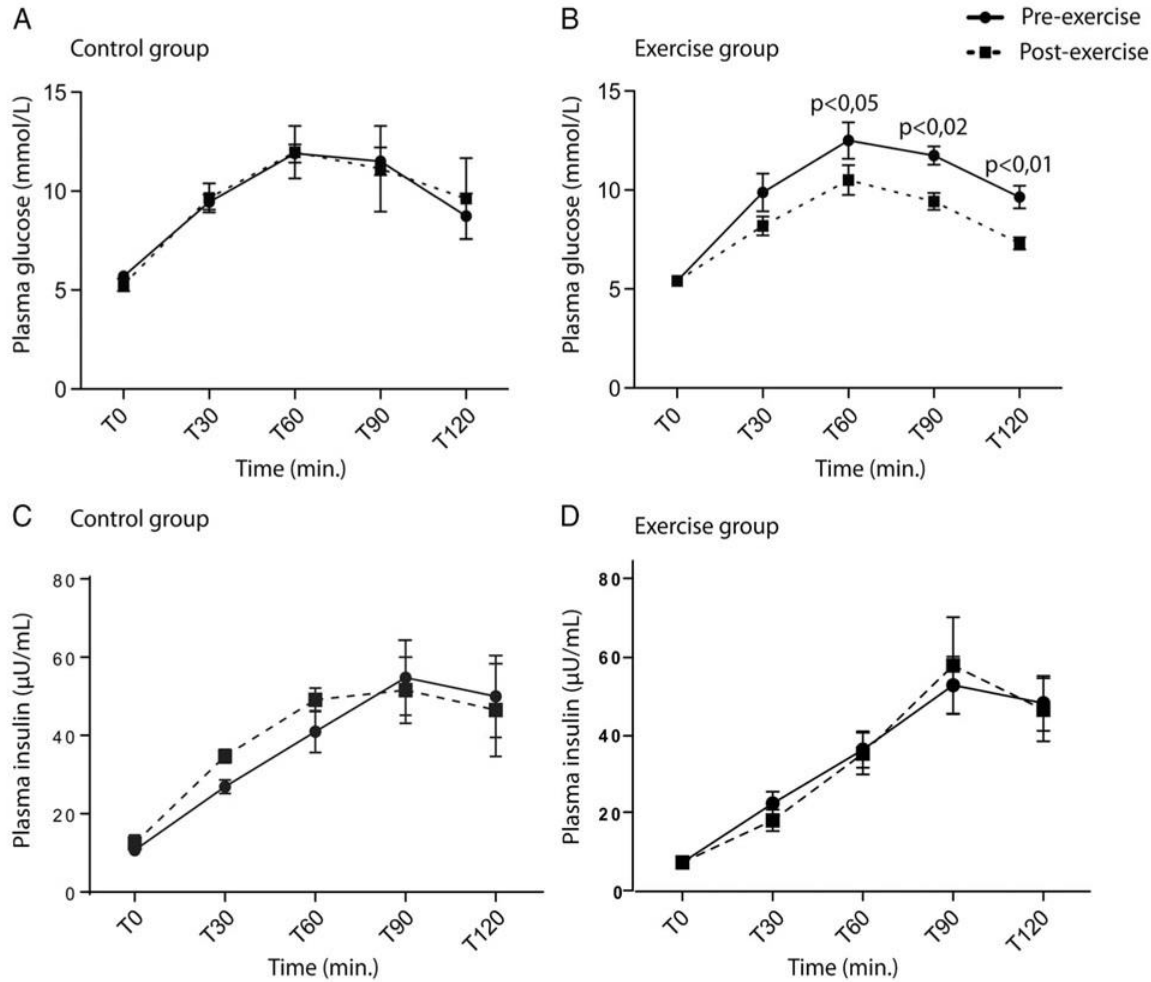 A
Control group
Plasma glucose (mmol/L)
15
10
5
0
T0
T30
T60
T90
T120
Time (min.)
B
Exercise group
Pre-exercise
Post-exercise
Plasma glucose (mmol/L)
15
10
5
0
p<0,05
p<0,02
p<0,01
T0
T30
T60
T90
T120
Time (min.)
C
Control group
Plasma insulin (µU/mL)
80
60
40
20
0
T0
T30
T60
T90
T120
Time (min.)
D
Exercise group
Plasma insulin (µU/mL)
80
60
40
20
0
T0
T30
T60
T90
T120
Time (min.)